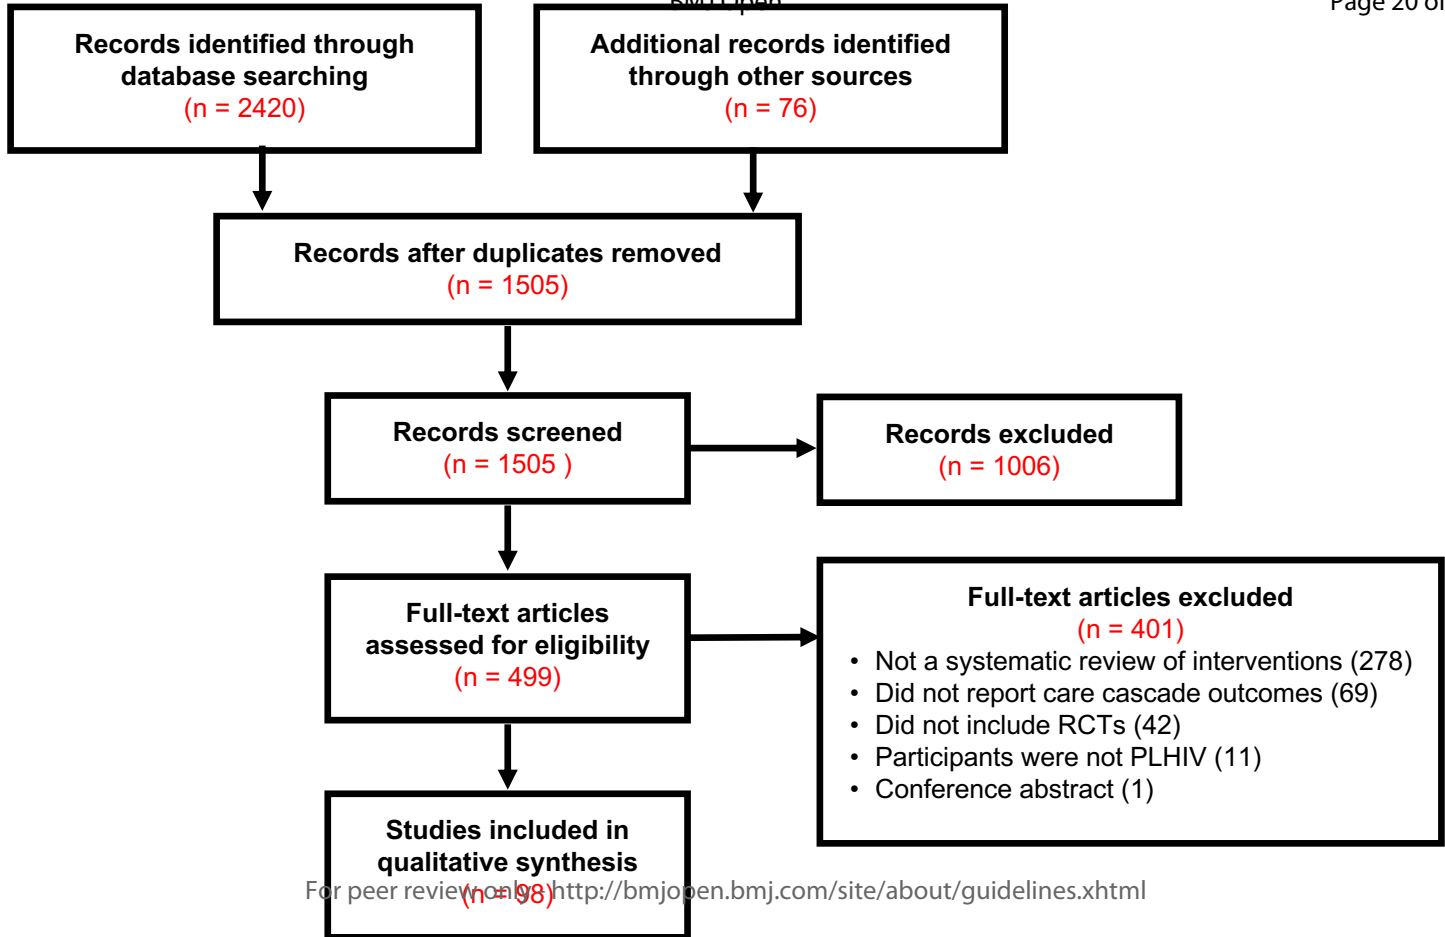 BMJ Open
Page 20 of
Records identified through
database searching
(n = 2420)
Additional records identified
through other sources
(n = 76)
Records after duplicates removed
(n = 1505)
Records screened
(n = 1505 )
Records excluded
(n = 1006)
Full-text articles
assessed for eligibility
(n = 499)
Full-text articles excluded
(n = 401)
• Not a systematic review of interventions (278)
• Did not report care cascade outcomes (69)
• Did not include RCTs (42)
• Participants were not PLHIV (11)
• Conference abstract (1)
Studies included in
qualitative synthesis
(n = 98)
For peer review only - http://bmjopen.bmj.com/site/about/guidelines.xhtml